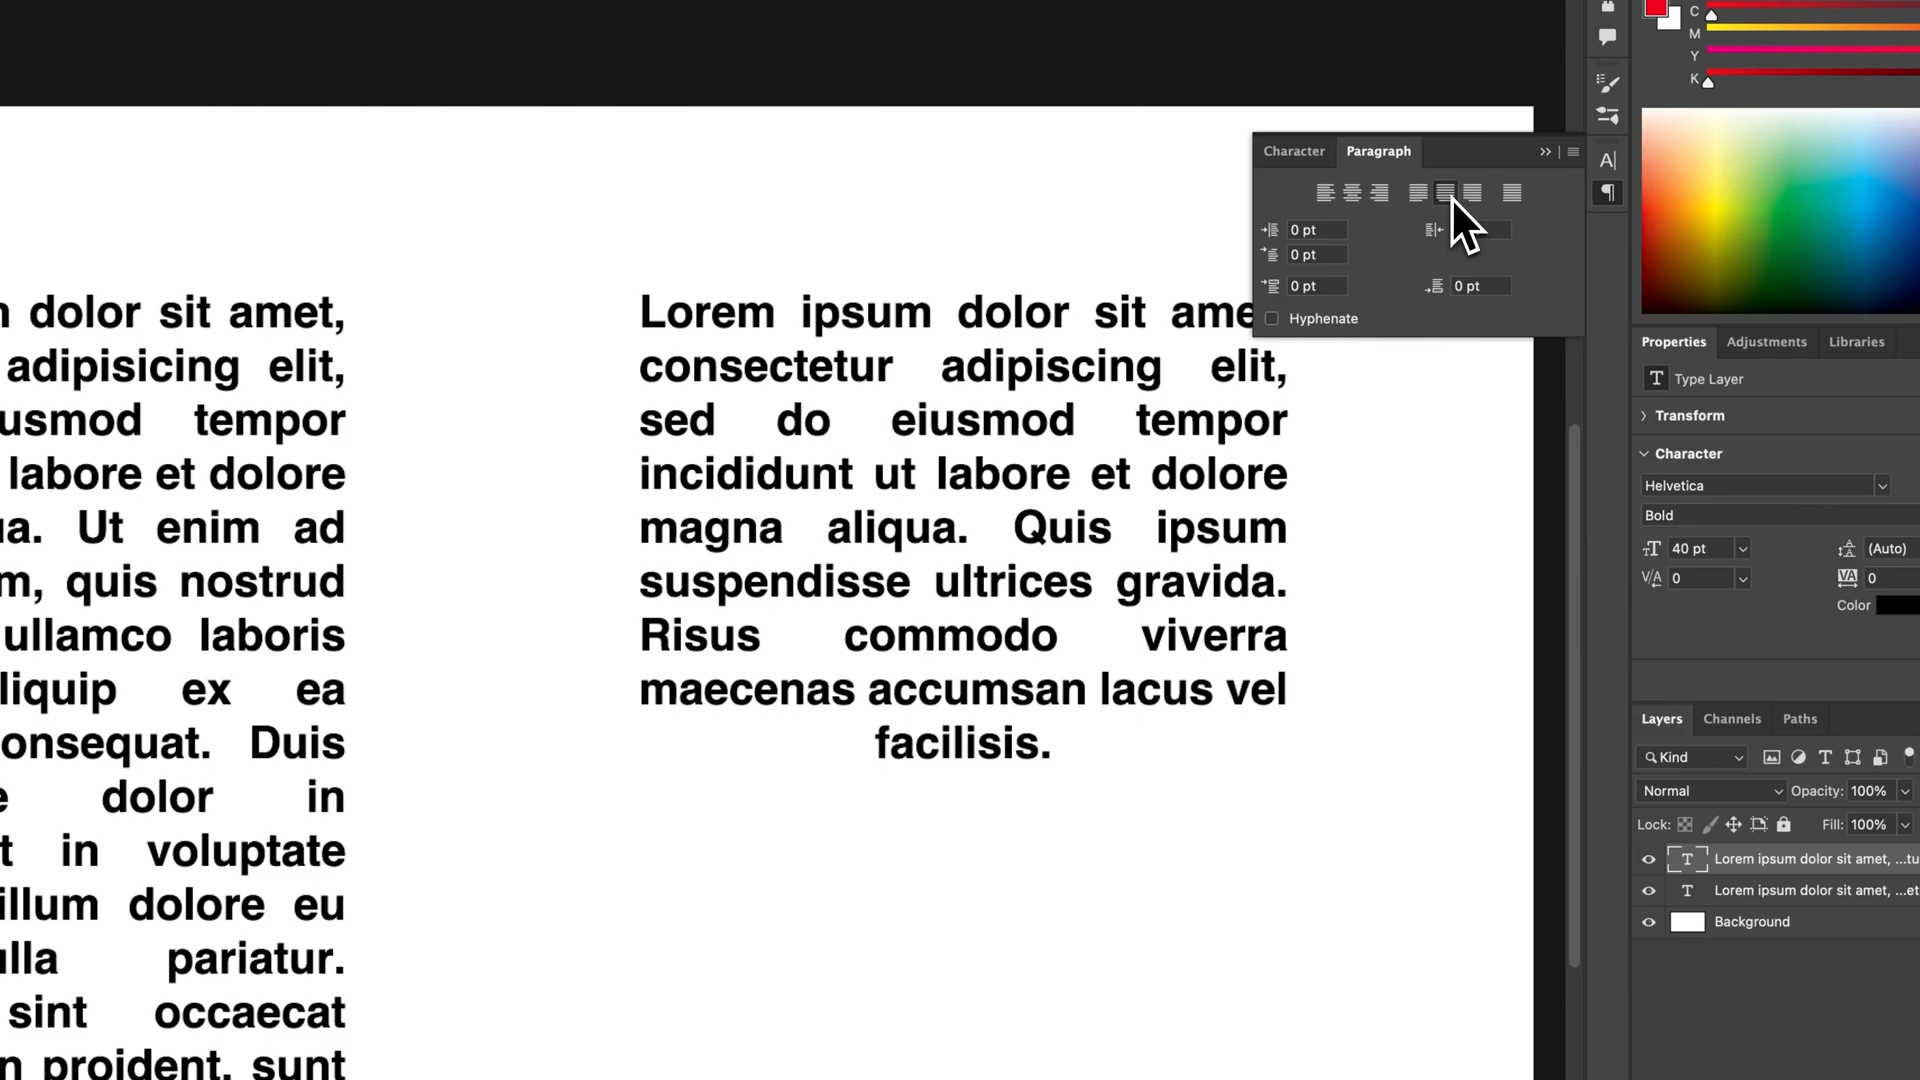 C
M
Y
K
Character
Paragraph
0 pt
0 pt
0 pt
0 pt
Hyphenate
dolor sit amet,
adipisicing elit,
usmod tempor
labore et dolore
a. Ut enim ad
m, quis nostrud
ullamco laboris
liquip ex ea
onsequat. Duis
dolor in
t in voluptate
illum dolore eu
ulla pariatur.
sint occaecat
n proident, sunt
Lorem ipsum dolor sit ame
consectetur adipiscing elit,
sed do eiusmod tempor
incididunt ut labore et dolore
magna aliqua. Quis ipsum
suspendisse ultrices gravida.
Risus commodo viverra
maecenas accumsan lacus vel
facilisis.
Properties
Adjustments
Libraries
Type Layer
Transform
Character
Helvetica
Bold
40 pt
(Auto)
0
0
Color
Layers
Channels
Paths
Kind
Normal
Opacity: 100%
Lock:
Fill: 100%
Lorem ipsum dolor sit amet, ...tu
Lorem ipsum dolor sit amet, ...et
Background